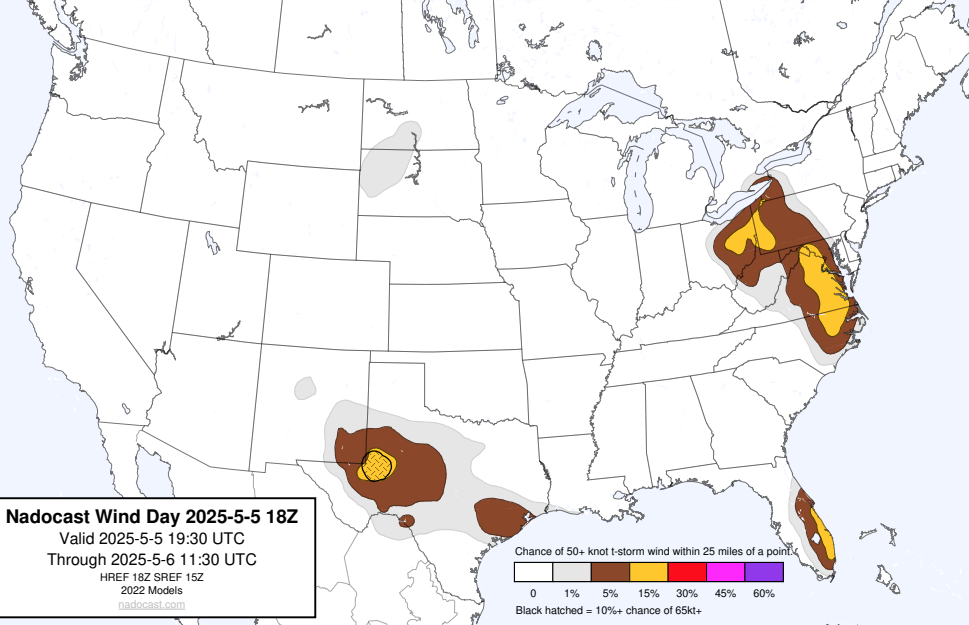 Nadocast Wind Day 2025-5-5 18Z
Valid 2025-5-5 19:30 UTC
Through 2025-5-6 11:30 UTC
HREF 18Z SREF 15Z
2022 Models
nadocast.com
Chance of 50+ knot t-storm wind within 25 miles of a point.
0 1% 5% 15% 30% 45% 60%
Black hatched = 10%+ chance of 65kt+